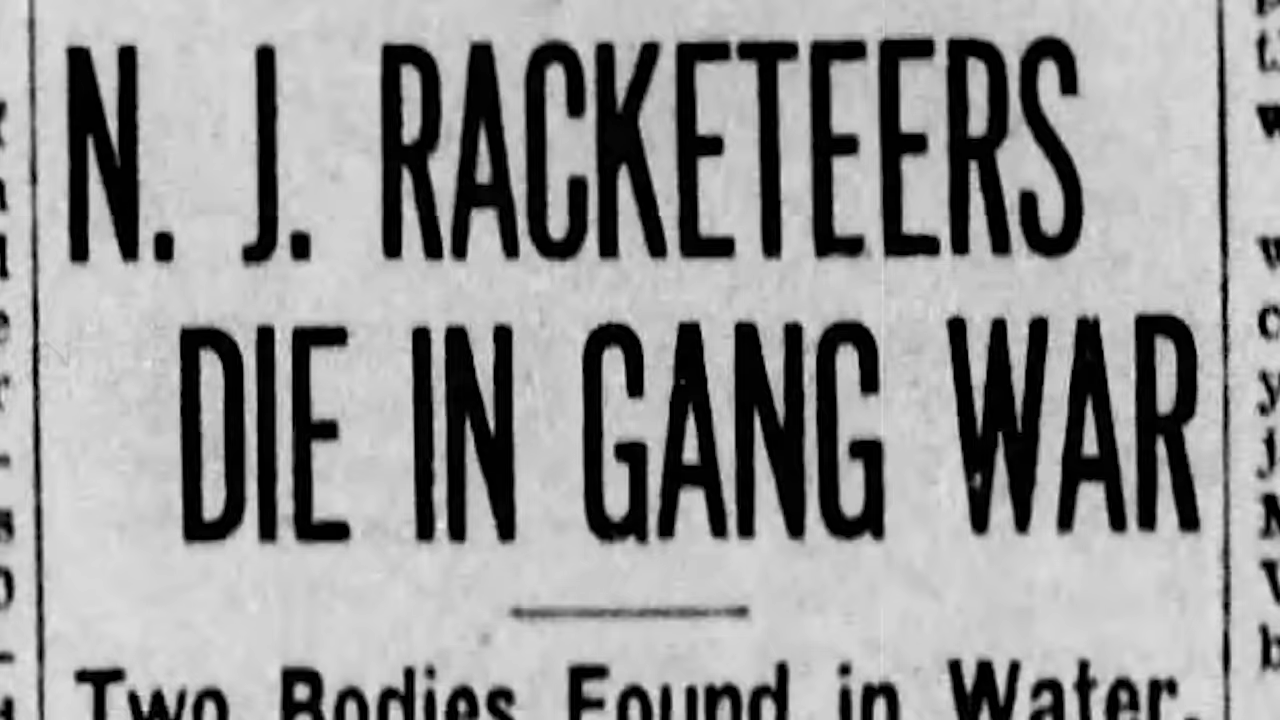 N. J. RACKETEERS
DIE IN GANG WAR
Two Bodies Found in Water,